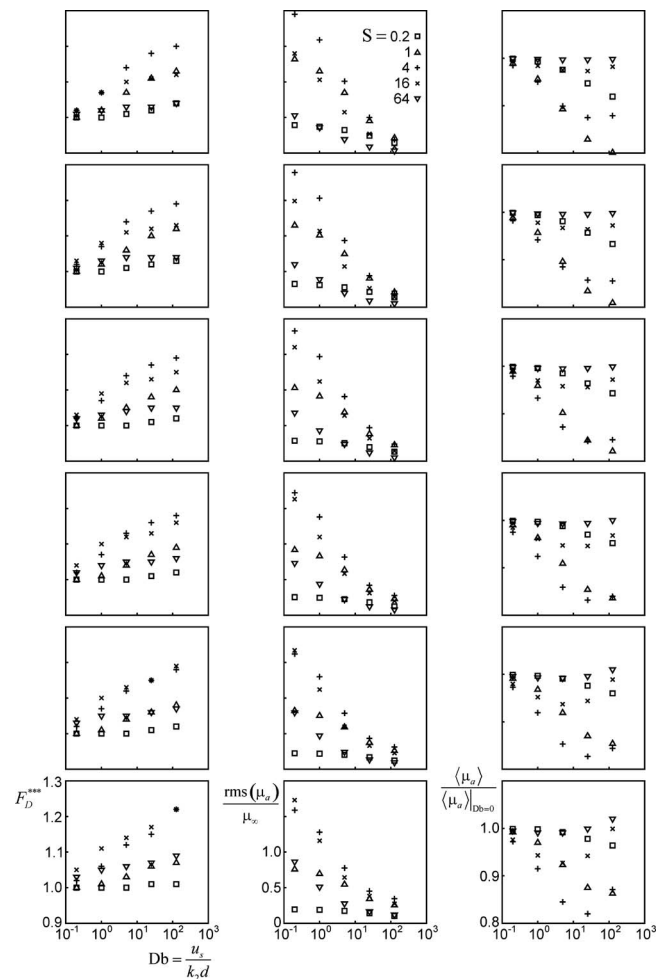 S = 0.2
1
4
16
64
F_D^***
1.3
1.2
1.1
1.0
0.9
10^-1 10^0 10^1 10^2 10^3
Db = u_s / k_2 d
rms(μ_a) / μ_∞
1.5
1.0
0.5
0
10^-1 10^0 10^1 10^2 10^3
⟨μ_a⟩ / ⟨μ_a⟩|_Db=0
1.0
0.9
0.8
10^-1 10^0 10^1 10^2 10^3